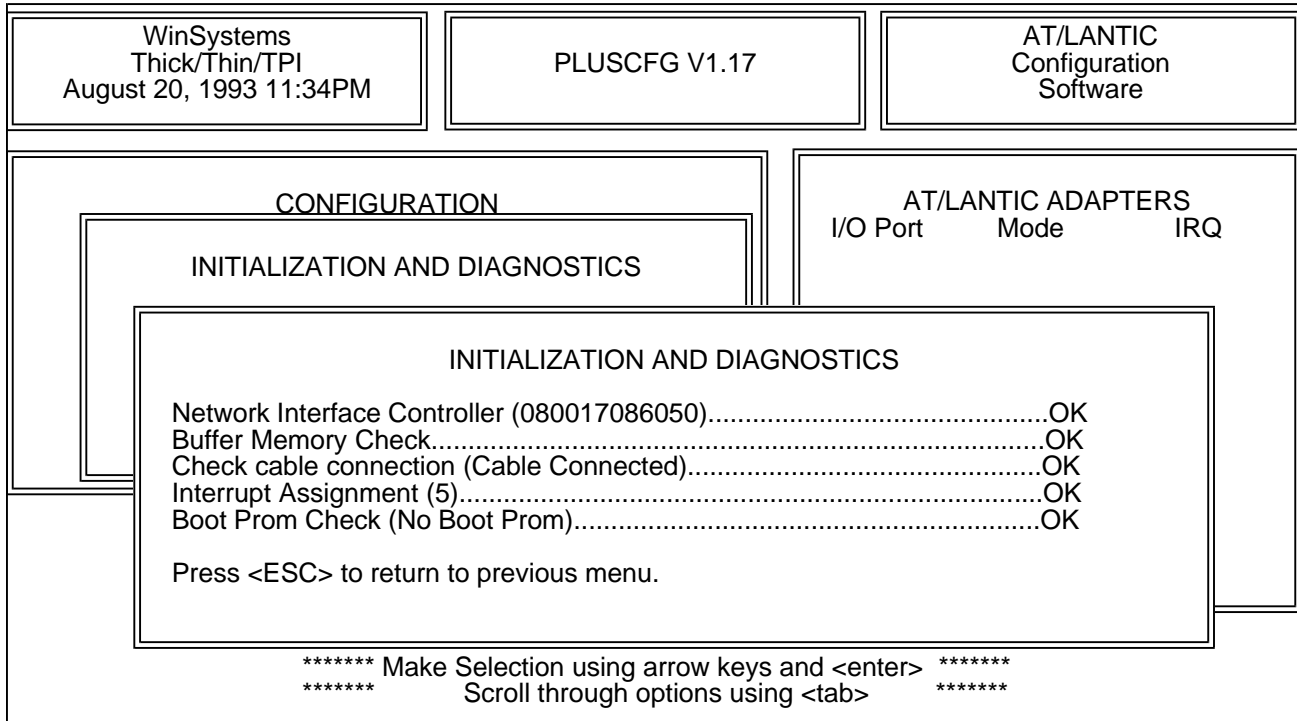 WinSystems
Thick/Thin/TPI
August 20, 1993 11:34PM
PLUSCFG V1.17
AT/LANTIC
Configuration
Software
CONFIGURATION
AT/LANTIC ADAPTERS
I/O Port Mode IRQ
INITIALIZATION AND DIAGNOSTICS
INITIALIZATION AND DIAGNOSTICS
Network Interface Controller (080017086050)..............................................OK
Buffer Memory Check...................................................................................OK
Check cable connection (Cable Connected)................................................OK
Interrupt Assignment (5)...............................................................................OK
Boot Prom Check (No Boot Prom)...............................................................OK
Press <ESC> to return to previous menu.
******* Make Selection using arrow keys and <enter> *******
******* Scroll through options using <tab> *******